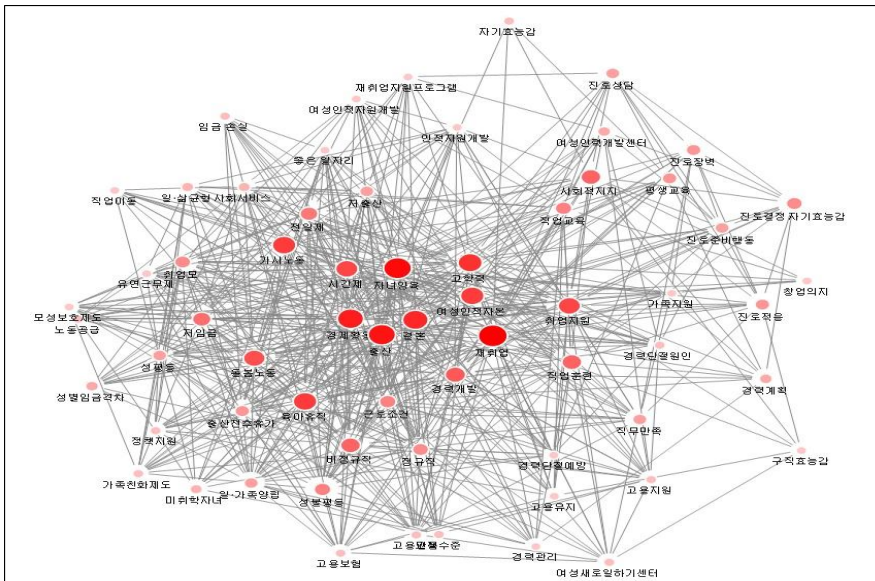 자기효능감
진로상담
재취업지원프로그램
여성인적자원개발
임금 손실
인적자원개발
여성인력개발센터
좋은 일자리
진로장벽
사회적지지
평생교육
직업이동
일·삶균형
사회서비스
저출산
직업교육
진로결정자기효능감
전일제
진로준비행동
가사노동
시간제
자녀양육
고학력
취업모
유연근무제
창업의지
가족지원
여성인적자본
진로적응
모성보호제도
노동공급
저임금
취업지원
결혼
출산
재취업
경력단절원인
성평등
돌봄노동
경력개발
직업훈련
경력계획
성별임금격차
육아휴직
근로조건
출산전후휴가
직무만족
정책지원
비정규직
정규직
경력단절예방
구직효능감
가족친화제도
미취학자녀
일·가족양립
성불평등
고용지원
고용유지
경력관리
고용보험
여성새로일하기센터